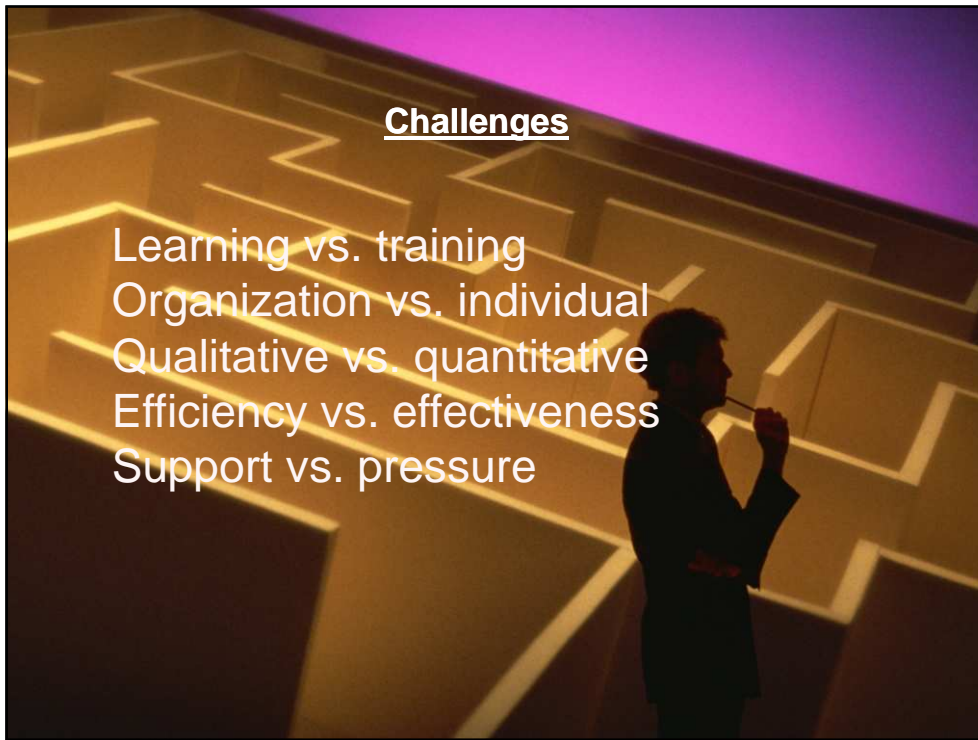 Challenges
Learning vs. training
Organization vs. individual
Qualitative vs. quantitative
Efficiency vs. effectiveness
Support vs. pressure